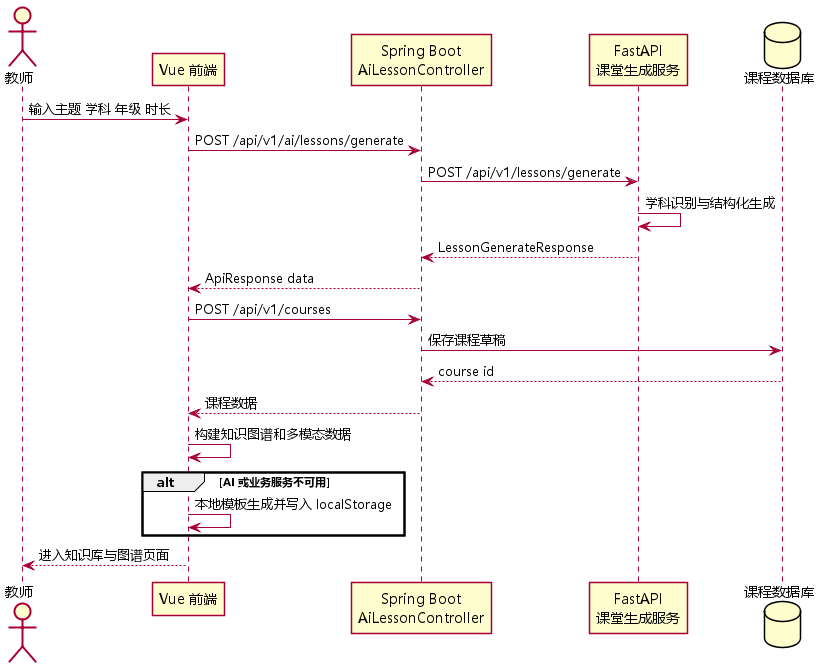 教师
Vue 前端
Spring Boot
AiLessonController
FastAPI
课堂生成服务
课程数据库
输入主题 学科 年级 时长
POST /api/v1/ai/lessons/generate
POST /api/v1/lessons/generate
学科识别与结构化生成
LessonGenerateResponse
ApiResponse data
POST /api/v1/courses
保存课程草稿
course id
课程数据
构建知识图谱和多模态数据
alt [AI 或业务服务不可用]
本地模板生成并写入 localStorage
进入知识库与图谱页面
教师
Vue 前端
Spring Boot
AiLessonController
FastAPI
课堂生成服务
课程数据库